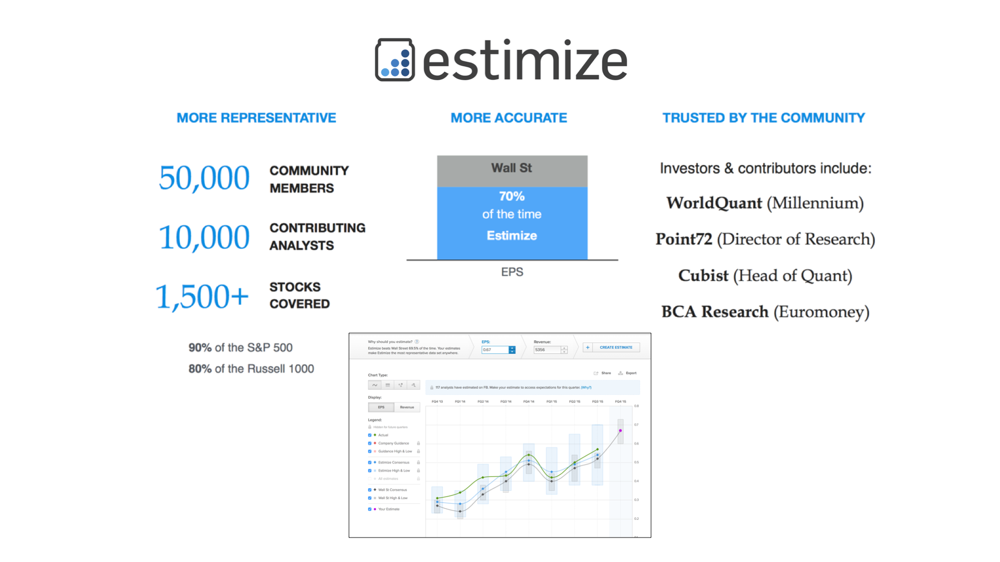 estimize
MORE REPRESENTATIVE
50,000
COMMUNITY
MEMBERS
10,000
CONTRIBUTING
ANALYSTS
1,500+
STOCKS
COVERED
90% of the S&P 500
80% of the Russell 1000
MORE ACCURATE
Wall St
70%
of the time
Estimize
EPS
TRUSTED BY THE COMMUNITY
Investors & contributors include:
WorldQuant (Millennium)
Point72 (Director of Research)
Cubist (Head of Quant)
BCA Research (Euromoney)
Why should you estimate? ?
Estimize beats Wall Street 69.5% of the time. Your estimates
make Estimize the most representative data set anywhere.
EPS:
0.67
Revenue:
5356
+ CREATE ESTIMATE
Chart Type:
Share Export
117 analysts have estimated on FB. Make your estimate to access expectations for this quarter. (Why?)
Display:
EPS Revenue
Legend:
Hidden for future quarters
Actual
Company Guidance
Guidance High & Low
Estimize Consensus
Estimize High & Low
All estimates
Wall St Consensus
Wall St High & Low
Your Estimate
FQ4 '13 FQ1 '14 FQ2 '14 FQ3 '14 FQ4 '14 FQ1 '15 FQ2 '15 FQ3 '15 FQ4 '15
0.8
0.7
0.6
0.5
0.4
0.3
0.2